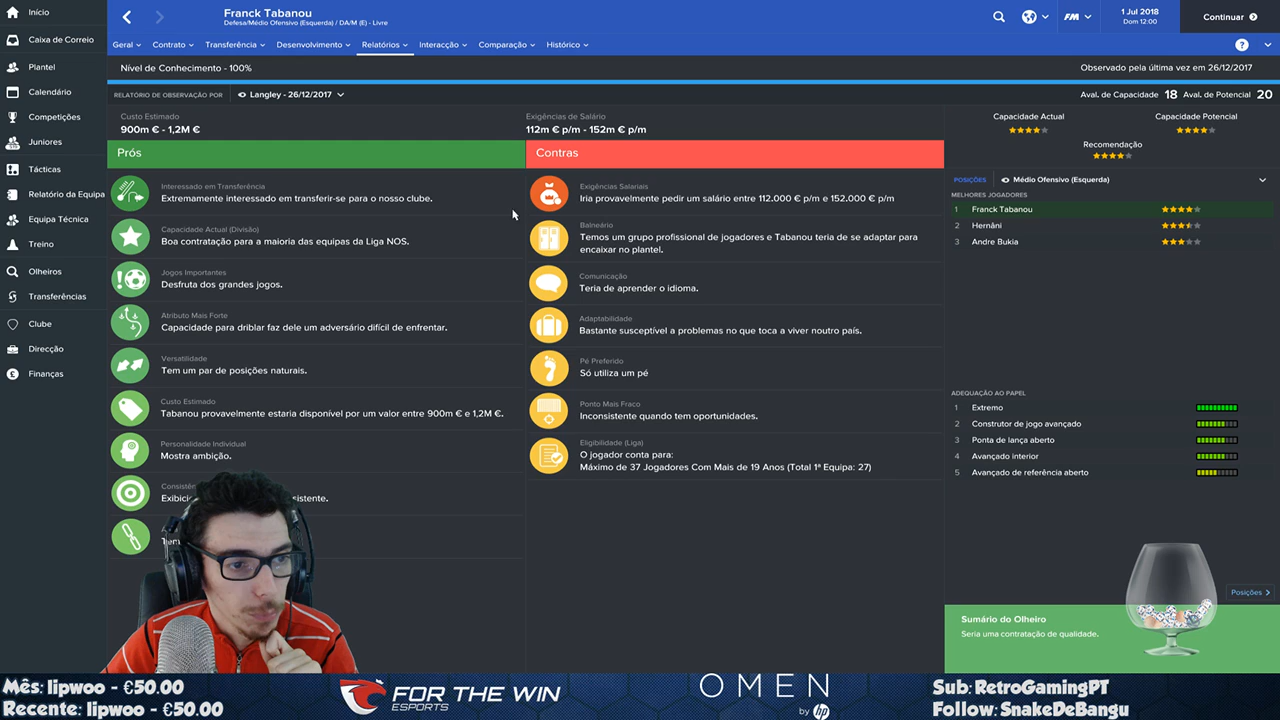 Início
Caixa de Correio
Plantel
Calendário
Competições
Juniores
Tácticas
Relatório da Equipa
Equipa Técnica
Treino
Olheiros
Transferências
Clube
Direcção
Finanças
Franck Tabanou
Defesa/Médio Ofensivo (Esquerda) / DA/M (E) - Livre
FM
1 Jul 2018
Dom 12:00
Continuar
Geral
Contrato
Transferência
Desenvolvimento
Relatórios
Interacção
Comparação
Histórico
?
Nível de Conhecimento - 100%
Observado pela última vez em 26/12/2017
RELATÓRIO DE OBSERVAÇÃO POR
Langley - 26/12/2017
Aval. de Capacidade 18 Aval. de Potencial 20
Custo Estimado
900m € - 1,2M €
Exigências de Salário
112m € p/m - 152m € p/m
Prós
Interessado em Transferência
Extremamente interessado em transferir-se para o nosso clube.
Capacidade Actual (Divisão)
Boa contratação para a maioria das equipas da Liga NOS.
Jogos Importantes
Desfruta dos grandes jogos.
Atributo Mais Forte
Capacidade para driblar faz dele um adversário difícil de enfrentar.
Versatilidade
Tem um par de posições naturais.
Custo Estimado
Tabanou provavelmente estaria disponível por um valor entre 900m € e 1,2M €.
Personalidade Individual
Mostra ambição.
Contras
Exigências Salariais
Iria provavelmente pedir um salário entre 112.000 € p/m e 152.000 € p/m
Balneário
Temos um grupo profissional de jogadores e Tabanou teria de se adaptar para
encaixar no plantel.
Comunicação
Teria de aprender o idioma.
Adaptabilidade
Bastante susceptível a problemas no que toca a viver noutro país.
Pé Preferido
Só utiliza um pé
Ponto Mais Fraco
Inconsistente quando tem oportunidades.
Eligibilidade (Liga)
O jogador conta para:
Máximo de 37 Jogadores Com Mais de 19 Anos (Total 1ª Equipa: 27)
Capacidade Actual
Capacidade Potencial
Recomendação
POSIÇÕES
Médio Ofensivo (Esquerda)
MELHORES JOGADORES
1 Franck Tabanou
2 Hernâni
3 Andre Bukia
ADEQUAÇÃO AO PAPEL
1 Extremo
2 Construtor de jogo avançado
3 Ponta de lança aberto
4 Avançado interior
5 Avançado de referência aberto
Posições
Sumário do Olheiro
Seria uma contratação de qualidade.
Mês: lipwoo - €50.00
Recente: lipwoo - €50.00
FOR THE WIN
ESPORTS
OMEN
by hp
Sub: RetroGamingPT
Follow: SnakeDeBangu